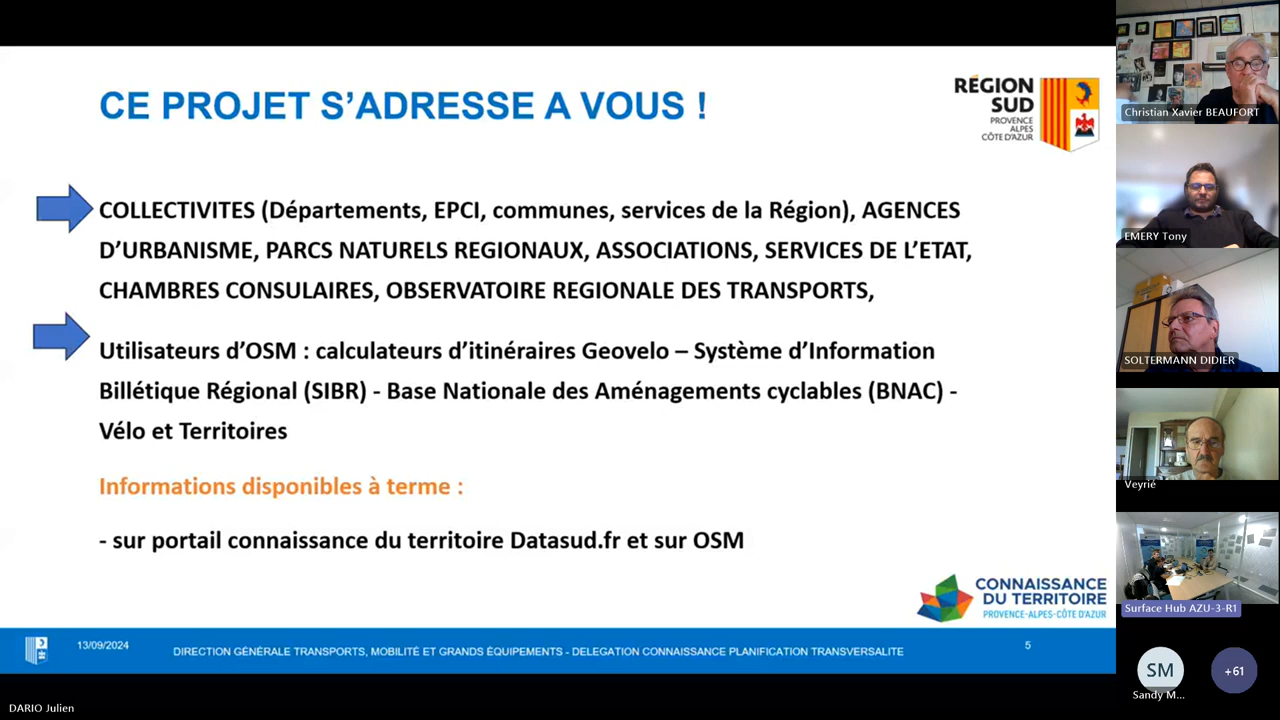 CE PROJET S’ADRESSE A VOUS !
RÉGION
SUD
PROVENCE
ALPES
CÔTE D'AZUR
COLLECTIVITES (Départements, EPCI, communes, services de la Région), AGENCES
D’URBANISME, PARCS NATURELS REGIONAUX, ASSOCIATIONS, SERVICES DE L’ETAT,
CHAMBRES CONSULAIRES, OBSERVATOIRE REGIONALE DES TRANSPORTS,
Utilisateurs d’OSM : calculateurs d’itinéraires Geovelo – Système d’Information
Billétique Régional (SIBR) - Base Nationale des Aménagements cyclables (BNAC) -
Vélo et Territoires
Informations disponibles à terme :
- sur portail connaissance du territoire Datasud.fr et sur OSM
CONNAISSANCE
DU TERRITOIRE
PROVENCE-ALPES-CÔTE D'AZUR
13/09/2024
DIRECTION GÉNÉRALE TRANSPORTS, MOBILITÉ ET GRANDS ÉQUIPEMENTS - DELEGATION CONNAISSANCE PLANIFICATION TRANSVERSALITE
5
DARIO Julien
Christian Xavier BEAUFORT
EMERY Tony
SOLTERMANN DIDIER
Veyrié
Surface Hub AZU-3-R1
SM
Sandy M...
+61